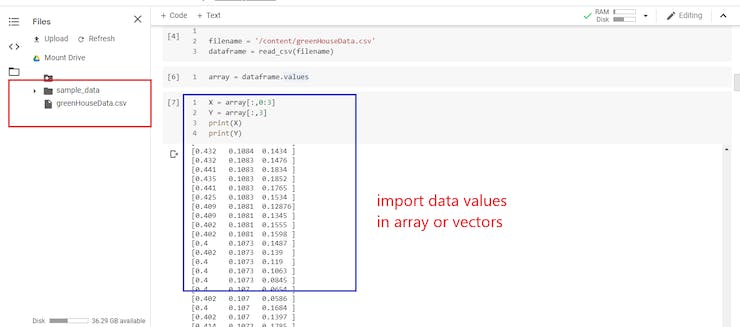 Files
Upload
Refresh
Mount Drive
sample_data
greenHouseData.csv
Disk
36.29 GB available
+ Code + Text
RAM
Disk
Editing
[4]
1
2 filename = '/content/greenHouseData.csv'
3 dataframe = read_csv(filename)
[6]
1 array = dataframe.values
[7]
1 X = array[:,0:3]
2 Y = array[:,3]
3 print(X)
4 print(Y)
[0.432 0.1084 0.1434 ]
[0.432 0.1083 0.1476 ]
[0.441 0.1083 0.1834 ]
[0.435 0.1083 0.1852 ]
[0.441 0.1083 0.1765 ]
[0.425 0.1083 0.1534 ]
[0.409 0.1081 0.12876]
[0.409 0.1081 0.1345 ]
[0.402 0.1081 0.1555 ]
[0.402 0.1081 0.1598 ]
[0.4 0.1073 0.1487 ]
[0.402 0.1073 0.139 ]
[0.4 0.1073 0.119 ]
[0.4 0.1073 0.1063 ]
[0.4 0.1073 0.0845 ]
[0.4 0.107 0.0654 ]
[0.402 0.107 0.0586 ]
[0.4 0.107 0.1684 ]
[0.402 0.107 0.1397 ]
[0.414 0.1073 0.1785 ]
import data values
in array or vectors